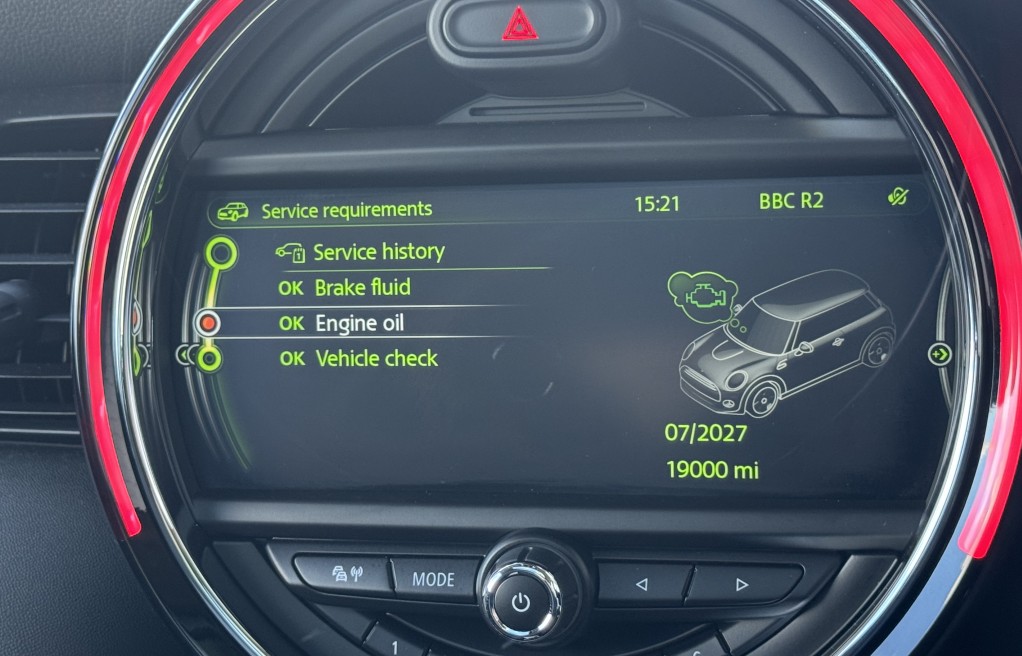 Service requirements 15:21 BBC R2
Service history
OK Brake fluid
OK Engine oil
OK Vehicle check
07/2027
19000 mi
MODE
1